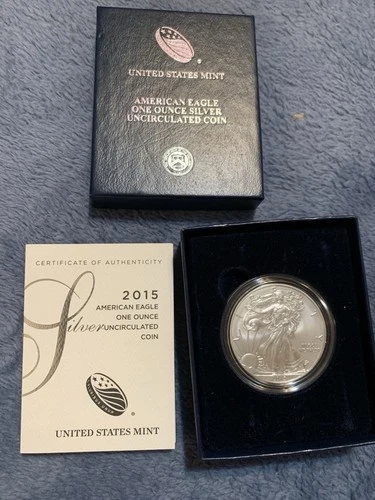 UNITED STATES MINT
AMERICAN EAGLE
ONE OUNCE SILVER
UNCIRCULATED COIN
CERTIFICATE OF AUTHENTICITY
2015
AMERICAN EAGLE
ONE OUNCE
Silver UNCIRCULATED
COIN
UNITED STATES MINT